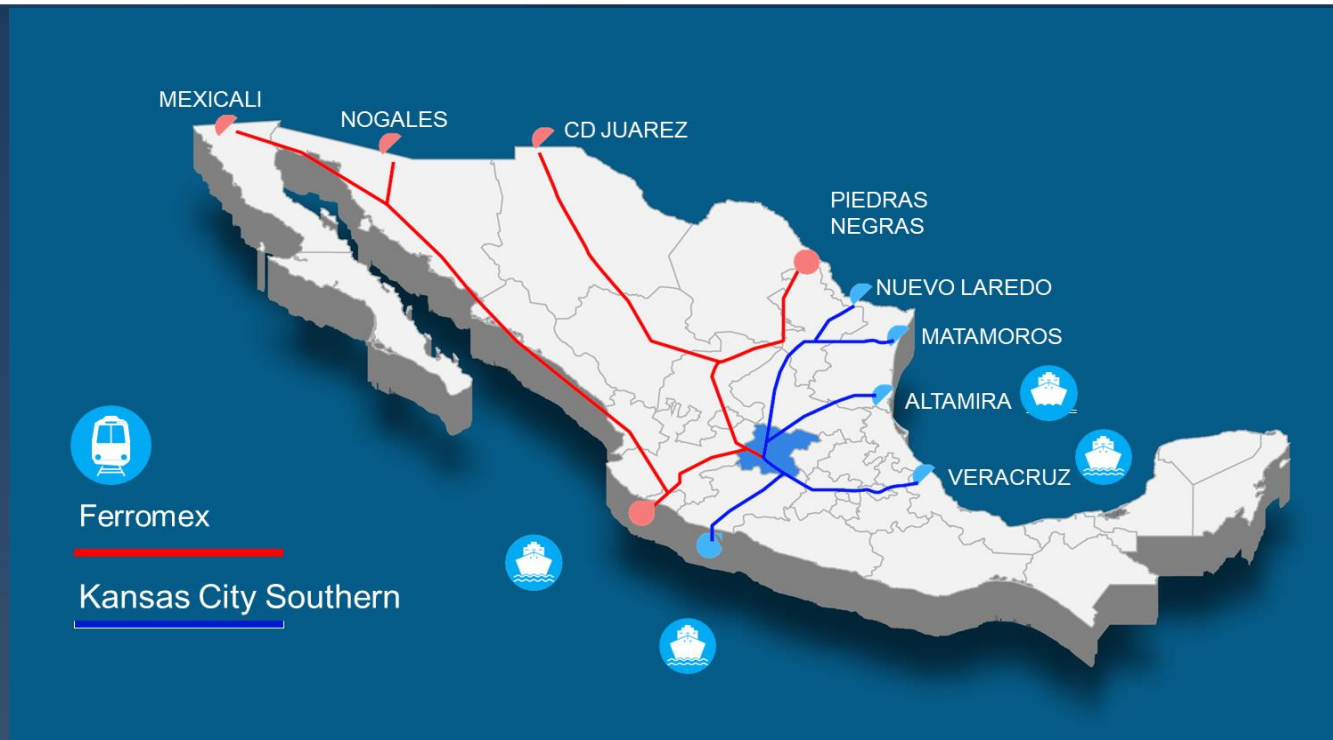 MEXICALI
NOGALES
CD JUAREZ
PIEDRAS
NEGRAS
NUEVO LAREDO
MATAMOROS
ALTAMIRA
VERACRUZ
Ferromex
Kansas City Southern